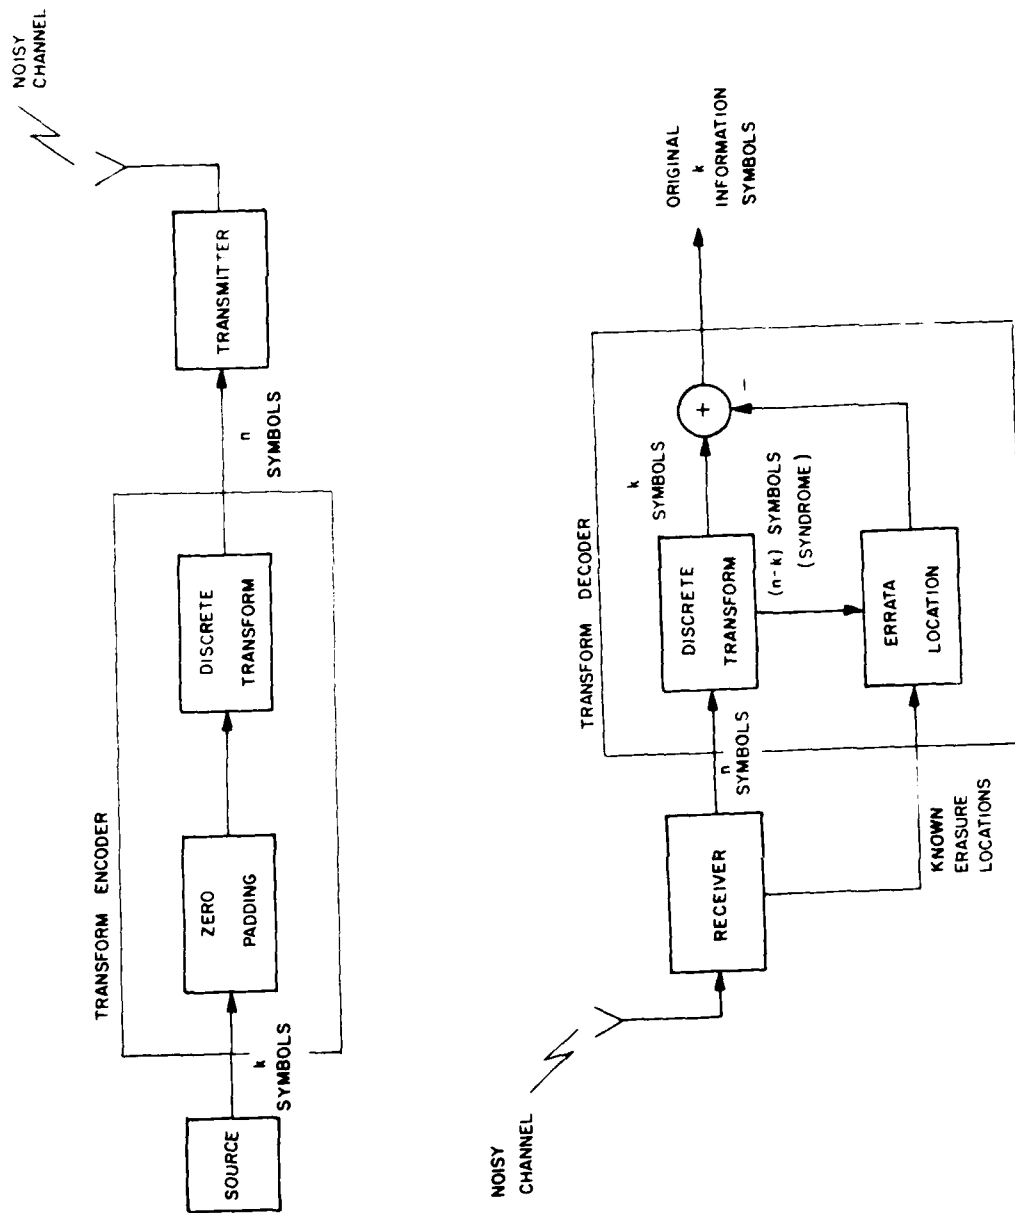 SOURCE
k
SYMBOLS
TRANSFORM ENCODER
ZERO
PADDING
DISCRETE
TRANSFORM
n
SYMBOLS
TRANSMITTER
NOISY
CHANNEL
NOISY
CHANNEL
RECEIVER
KNOWN
ERASURE
LOCATIONS
n
SYMBOLS
TRANSFORM DECODER
DISCRETE
TRANSFORM
k
SYMBOLS
(n-k) SYMBOLS
(SYNDROME)
ERRATA
LOCATION
+
-
ORIGINAL
k
INFORMATION
SYMBOLS